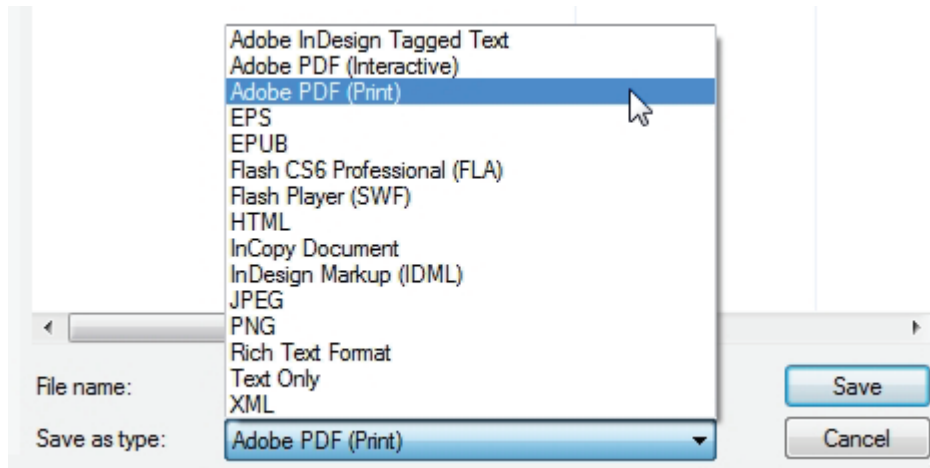 Adobe InDesign Tagged Text
Adobe PDF (Interactive)
Adobe PDF (Print)
EPS
EPUB
Flash CS6 Professional (FLA)
Flash Player (SWF)
HTML
InCopy Document
InDesign Markup (IDML)
JPEG
PNG
Rich Text Format
Text Only
XML
File name:
Save
Save as type:
Adobe PDF (Print)
Cancel